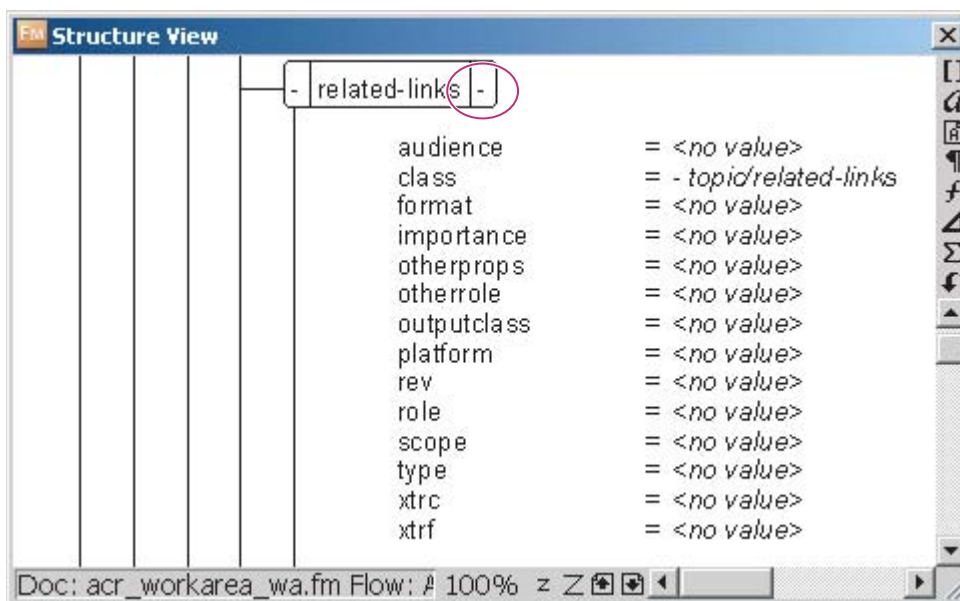 FM Structure View
- related-links -
audience = <no value>
class = - topic/related-links
format = <no value>
importance = <no value>
otherprops = <no value>
otherrole = <no value>
outputclass = <no value>
platform = <no value>
rev = <no value>
role = <no value>
scope = <no value>
type = <no value>
xtrc = <no value>
xtrf = <no value>
Doc: acr_workarea_wa.fm Flow: A 100% z Z